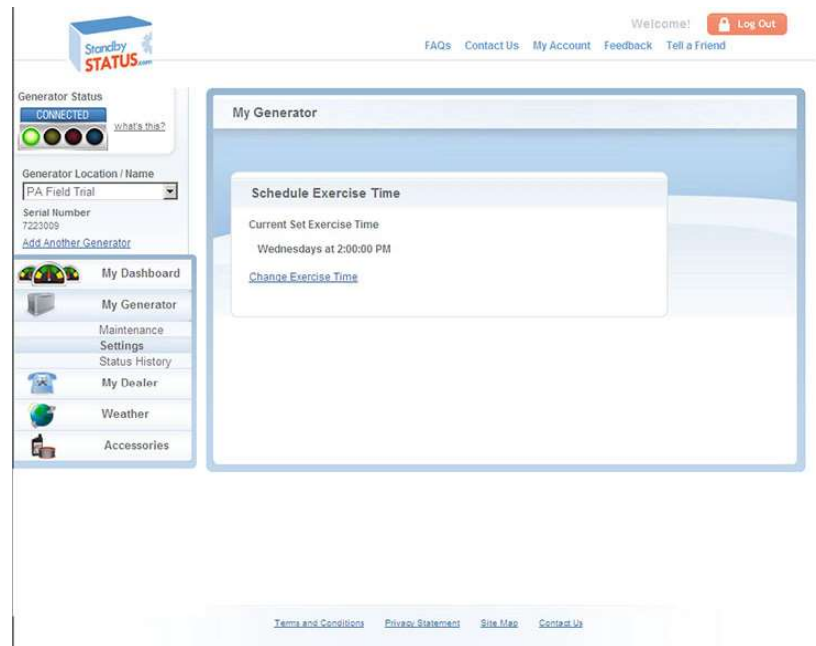 Standby
STATUS.com
Welcome! Log Out
FAQs Contact Us My Account Feedback Tell a Friend
Generator Status
CONNECTED
what's this?
Generator Location / Name
PA Field Trial
Serial Number
7223009
Add Another Generator
My Dashboard
My Generator
Maintenance
Settings
Status History
My Dealer
Weather
Accessories
My Generator
Schedule Exercise Time
Current Set Exercise Time
Wednesdays at 2:00:00 PM
Change Exercise Time
Terms and Conditions Privacy Statement Site Map Contact Us